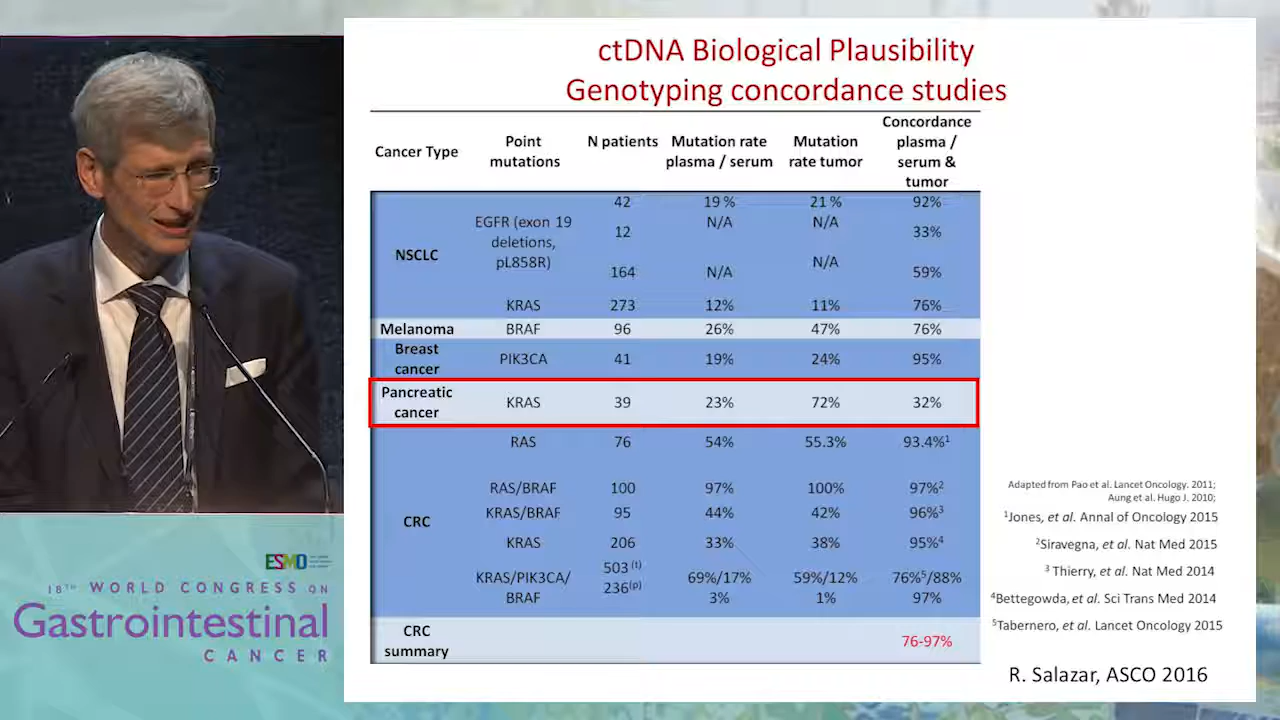 ctDNA Biological Plausibility
Genotyping concordance studies
Cancer Type
Point mutations
N patients
Mutation rate plasma / serum
Mutation rate tumor
Concordance plasma / serum & tumor
NSCLC
EGFR (exon 19 deletions, pL858R)
42 19 % 21 % 92%
12 N/A N/A 33%
164 N/A N/A 59%
KRAS 273 12% 11% 76%
Melanoma BRAF 96 26% 47% 76%
Breast cancer PIK3CA 41 19% 24% 95%
Pancreatic cancer KRAS 39 23% 72% 32%
CRC
RAS 76 54% 55.3% 93.4%1
RAS/BRAF 100 97% 100% 97%2
KRAS/BRAF 95 44% 42% 96%3
KRAS 206 33% 38% 95%4
KRAS/PIK3CA/ 503 (t) 69%/17% 59%/12% 76%5/88%
BRAF 236(p) 3% 1% 97%
CRC summary 76-97%
Adapted from Pao et al. Lancet Oncology. 2011;
Aung et al. Hugo J. 2010;
1Jones, et al. Annal of Oncology 2015
2Siravegna, et al. Nat Med 2015
3 Thierry, et al. Nat Med 2014
4Bettegowda, et al. Sci Trans Med 2014
5Tabernero, et al. Lancet Oncology 2015
R. Salazar, ASCO 2016
ESMO
18TH WORLD CONGRESS ON
Gastrointestinal
CANCER